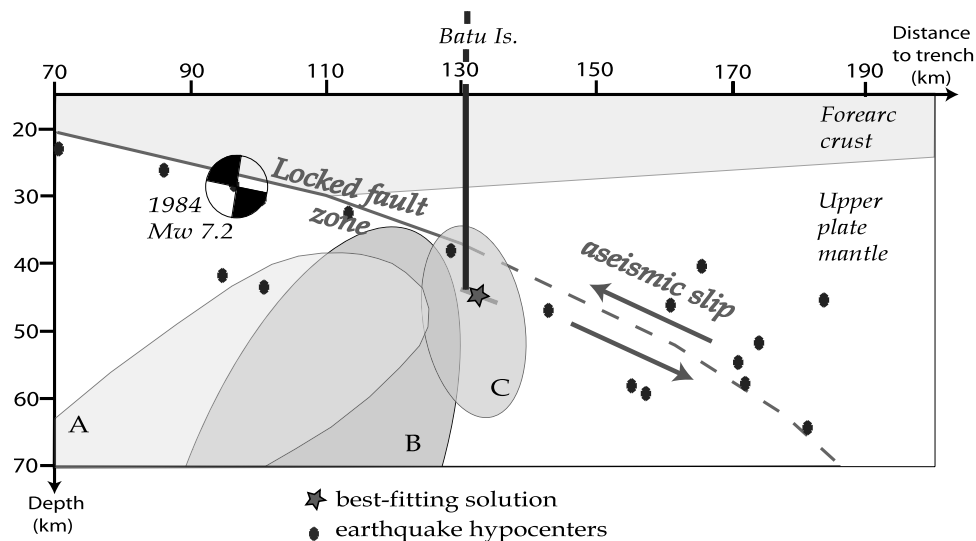 Batu Is.
Distance
to trench
(km)
70 90 110 130 150 170 190
20
30
40
50
60
70
Depth
(km)
Forearc
crust
Upper
plate
mantle
Locked fault
zone
1984
Mw 7.2
aseismic slip
A
B
C
best-fitting solution
earthquake hypocenters